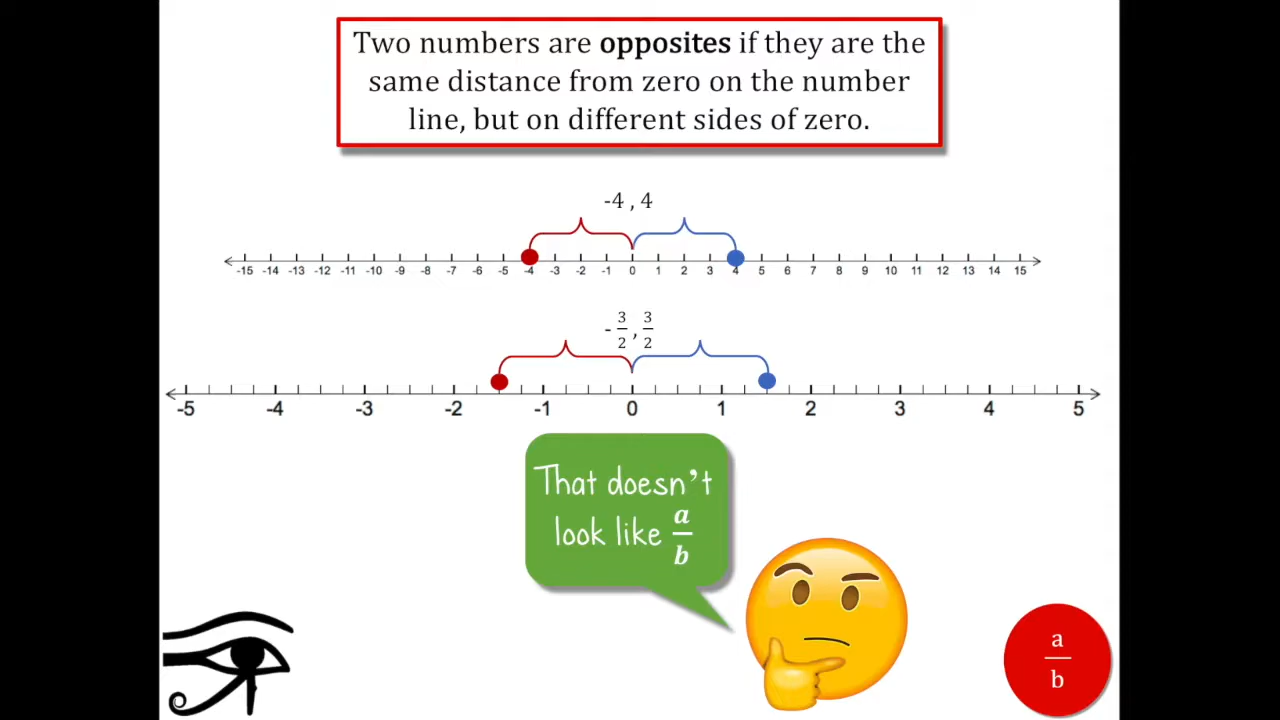 Two numbers are opposites if they are the
same distance from zero on the number
line, but on different sides of zero.
-4 , 4
-15 -14 -13 -12 -11 -10 -9 -8 -7 -6 -5 -4 -3 -2 -1 0 1 2 3 4 5 6 7 8 9 10 11 12 13 14 15
- 3/2 , 3/2
-5 -4 -3 -2 -1 0 1 2 3 4 5
That doesn't
look like a/b
a/b